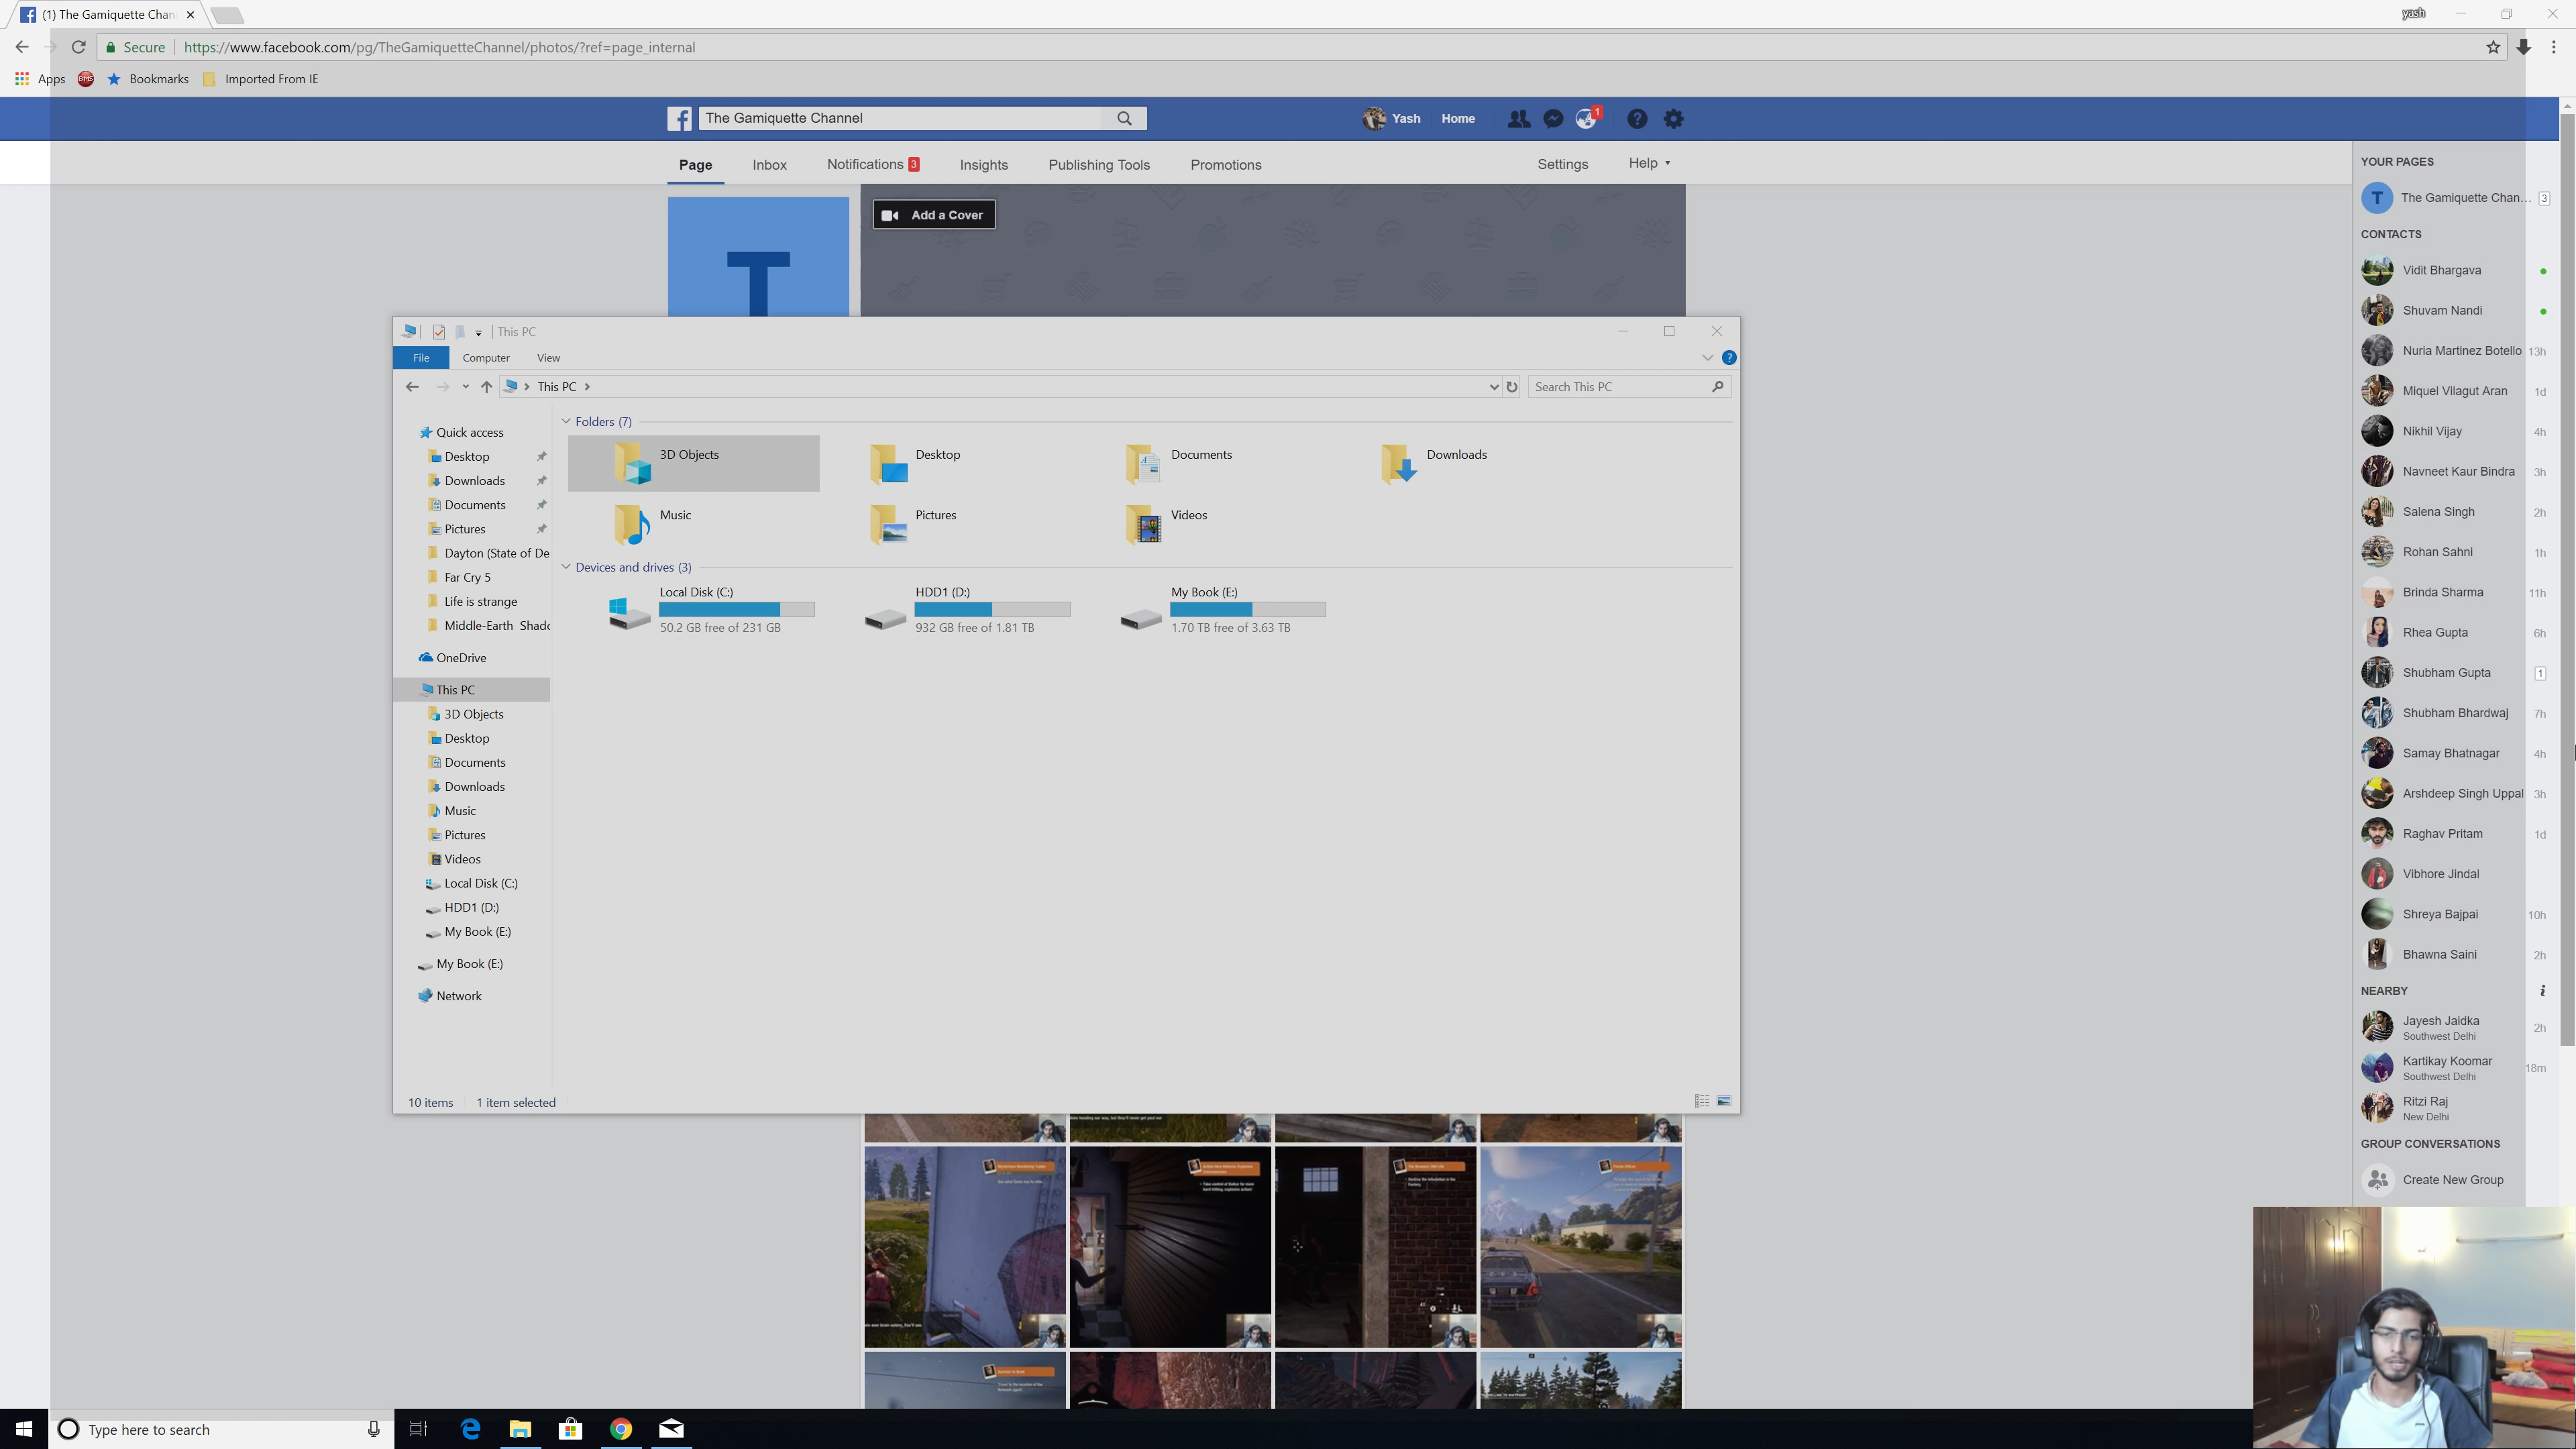 (1) The Gamiquette Chan
yash
Secure
https://www.facebook.com/pg/TheGamiquetteChannel/photos/?ref=page_internal
Apps
BMS
Bookmarks
Imported From IE
The Gamiquette Channel
Yash
Home
1
Page
Inbox
Notifications 3
Insights
Publishing Tools
Promotions
Settings
Help
Add a Cover
T
This PC
File
Computer
View
This PC
Search This PC
Quick access
Desktop
Downloads
Documents
Pictures
Dayton (State of De
Far Cry 5
Life is strange
Middle-Earth Shado
OneDrive
This PC
3D Objects
Desktop
Documents
Downloads
Music
Pictures
Videos
Local Disk (C:)
HDD1 (D:)
My Book (E:)
My Book (E:)
Network
Folders (7)
3D Objects
Desktop
Documents
Downloads
Music
Pictures
Videos
Devices and drives (3)
Local Disk (C:)
50.2 GB free of 231 GB
HDD1 (D:)
932 GB free of 1.81 TB
My Book (E:)
1.70 TB free of 3.63 TB
10 items
1 item selected
YOUR PAGES
T
The Gamiquette Chan... 3
CONTACTS
Vidit Bhargava
Shuvam Nandi
Nuria Martinez Botello 13h
Miquel Vilagut Aran 1d
Nikhil Vijay 4h
Navneet Kaur Bindra 3h
Salena Singh 2h
Rohan Sahni 1h
Brinda Sharma 11h
Rhea Gupta 6h
Shubham Gupta 1
Shubham Bhardwaj 7h
Samay Bhatnagar 4h
Arshdeep Singh Uppal 3h
Raghav Pritam 1d
Vibhore Jindal
Shreya Bajpai 10h
Bhawna Saini 2h
NEARBY
Jayesh Jaidka 2h
Southwest Delhi
Kartikay Koomar 18m
Southwest Delhi
Ritzi Raj
New Delhi
GROUP CONVERSATIONS
Create New Group
Type here to search